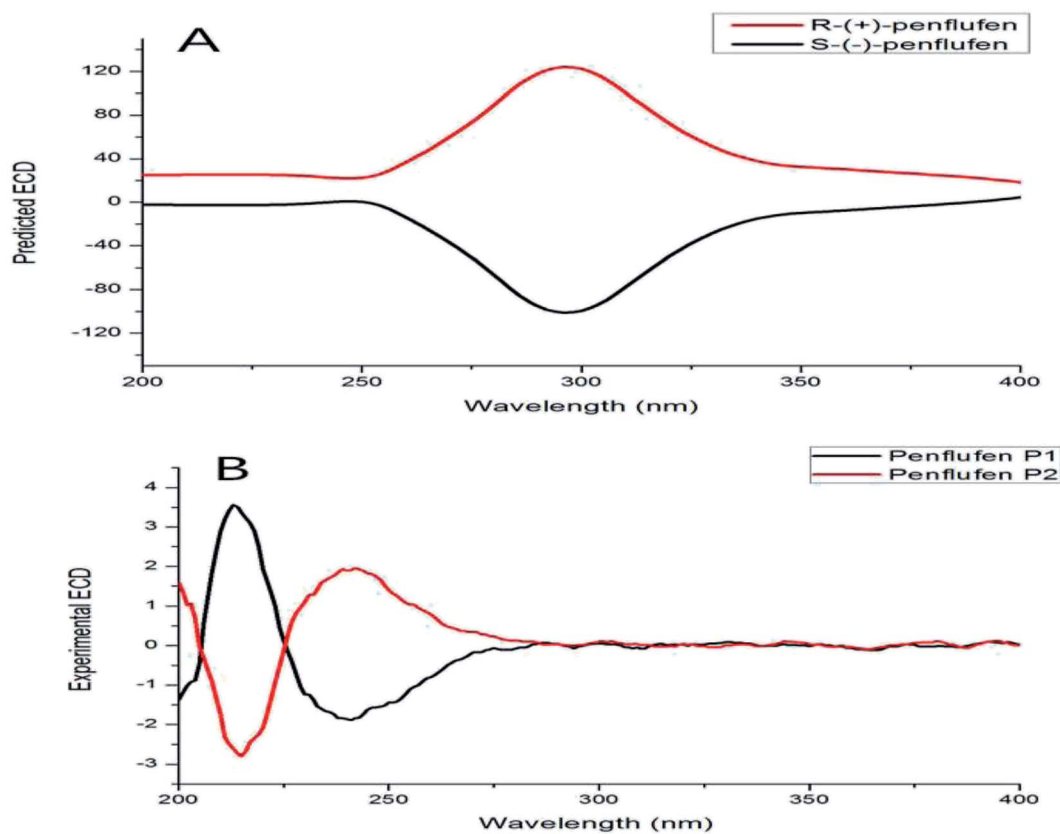 A
R-(+)-penflufen
S-(-)-penflufen
Predicted ECD
120
80
40
0
-40
-80
-120
200
250
300
350
400
Wavelength (nm)
B
Penflufen P1
Penflufen P2
Experimental ECD
4
3
2
1
0
-1
-2
-3
200
250
300
350
400
Wavelength (nm)